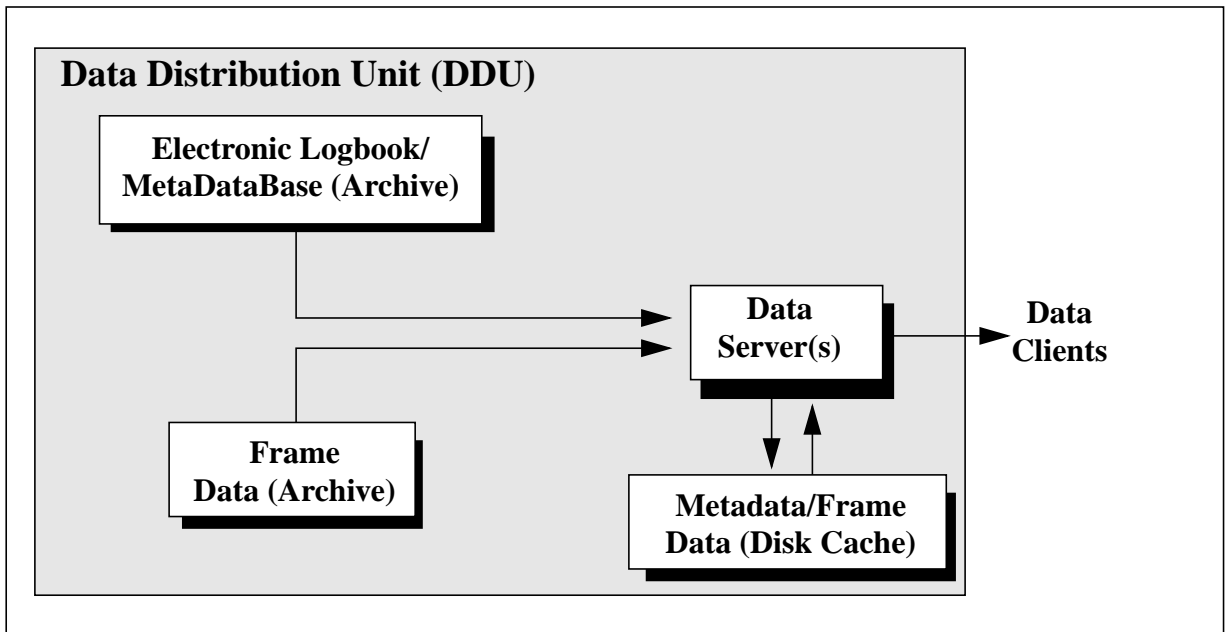 Data Distribution Unit (DDU)
Electronic Logbook/
MetaDataBase (Archive)
Data
Server(s)
Data
Clients
Frame
Data (Archive)
Metadata/Frame
Data (Disk Cache)